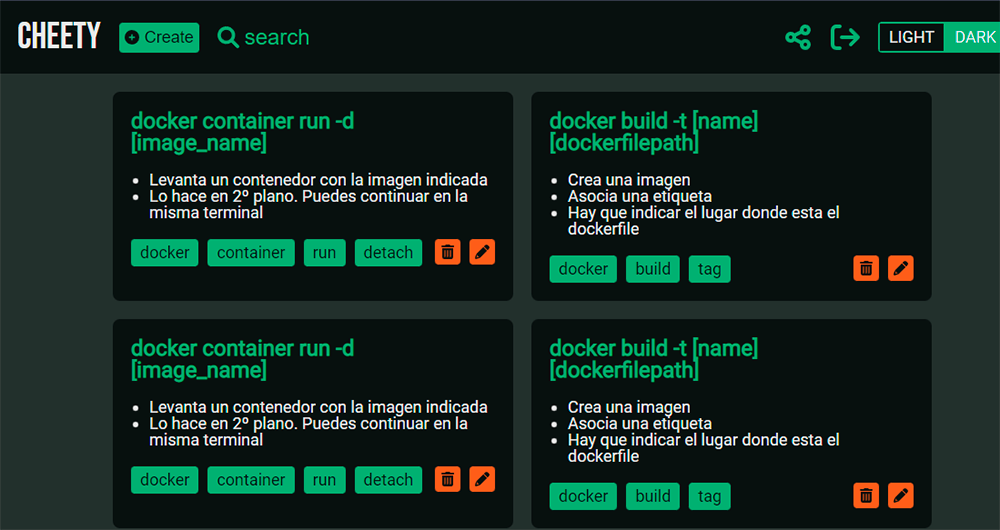 CHEETY
Create
search
LIGHT
DARK
docker container run -d
[image_name]
Levanta un contenedor con la imagen indicada
Lo hace en 2º plano. Puedes continuar en la
misma terminal
docker container run detach
docker build -t [name]
[dockerfilepath]
Crea una imagen
Asocia una etiqueta
Hay que indicar el lugar donde esta el
dockerfile
docker build tag
docker container run -d
[image_name]
Levanta un contenedor con la imagen indicada
Lo hace en 2º plano. Puedes continuar en la
misma terminal
docker container run detach
docker build -t [name]
[dockerfilepath]
Crea una imagen
Asocia una etiqueta
Hay que indicar el lugar donde esta el
dockerfile
docker build tag